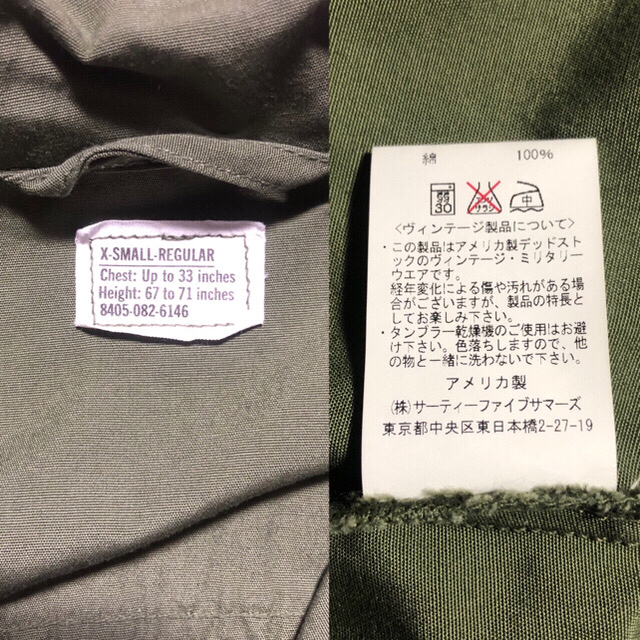 X-SMALL-REGULAR
Chest: Up to 33 inches
Height: 67 to 71 inches
8405-082-6146
綿 100%
弱
30
エンソ
サラシ
中
<ヴィンテージ製品について>
・この製品はアメリカ製デッドスト
ックのヴィンテージ・ミリタリー
ウエアです。
経年変化による傷や汚れがある場
合がございますが、製品の特長と
してお楽しみ下さい。
・タンブラー乾燥機のご使用はお避
け下さい。色落ちしますので、他
の物と一緒に洗わないで下さい。
アメリカ製
(株)サーティーファイブサマーズ
東京都中央区東日本橋2-27-19